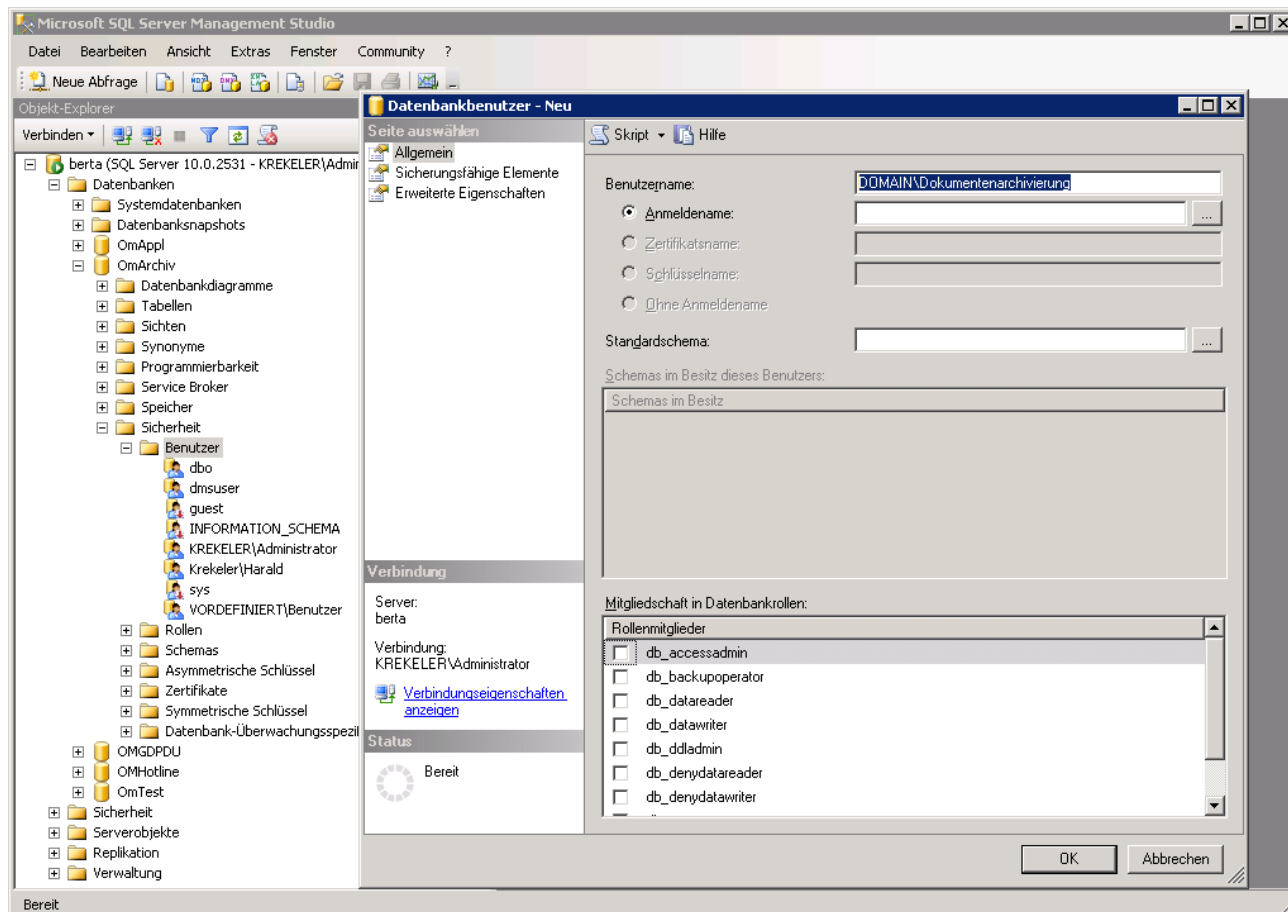 Microsoft SQL Server Management Studio
Datei Bearbeiten Ansicht Extras Fenster Community ?
Neue Abfrage
Objekt-Explorer
Verbinden
berta (SQL Server 10.0.2531 - KREKELER\Admir
Datenbanken
Systemdatenbanken
Datenbanksnapshots
OmAppl
OmArchiv
Datenbankdiagramme
Tabellen
Sichten
Synonyme
Programmierbarkeit
Service Broker
Speicher
Sicherheit
Benutzer
dbo
dmsuser
guest
INFORMATION_SCHEMA
KREKELER\Administrator
Krekeler\Harald
sys
VORDEFINIERT\Benutzer
Rollen
Schemas
Asymmetrische Schlüssel
Zertifikate
Symmetrische Schlüssel
Datenbank-Überwachungsspezil
OMGDPDU
OMHotline
OmTest
Sicherheit
Serverobjekte
Replikation
Verwaltung
Bereit
Datenbankbenutzer - Neu
Seite auswählen
Allgemein
Sicherungsfähige Elemente
Erweiterte Eigenschaften
Verbindung
Server:
berta
Verbindung:
KREKELER\Administrator
Verbindungseigenschaften
anzeigen
Status
Bereit
Skript Hilfe
Benutzername: DOMAIN\Dokumentenarchivierung
Anmeldename: ...
Zertifikatsname:
Schlüsselname:
Ohne Anmeldename
Standardschema: ...
Schemas im Besitz dieses Benutzers:
Schemas im Besitz
Mitgliedschaft in Datenbankrollen:
Rollenmitglieder
db_accessadmin
db_backupoperator
db_datareader
db_datawriter
db_ddladmin
db_denydatareader
db_denydatawriter
OK Abbrechen